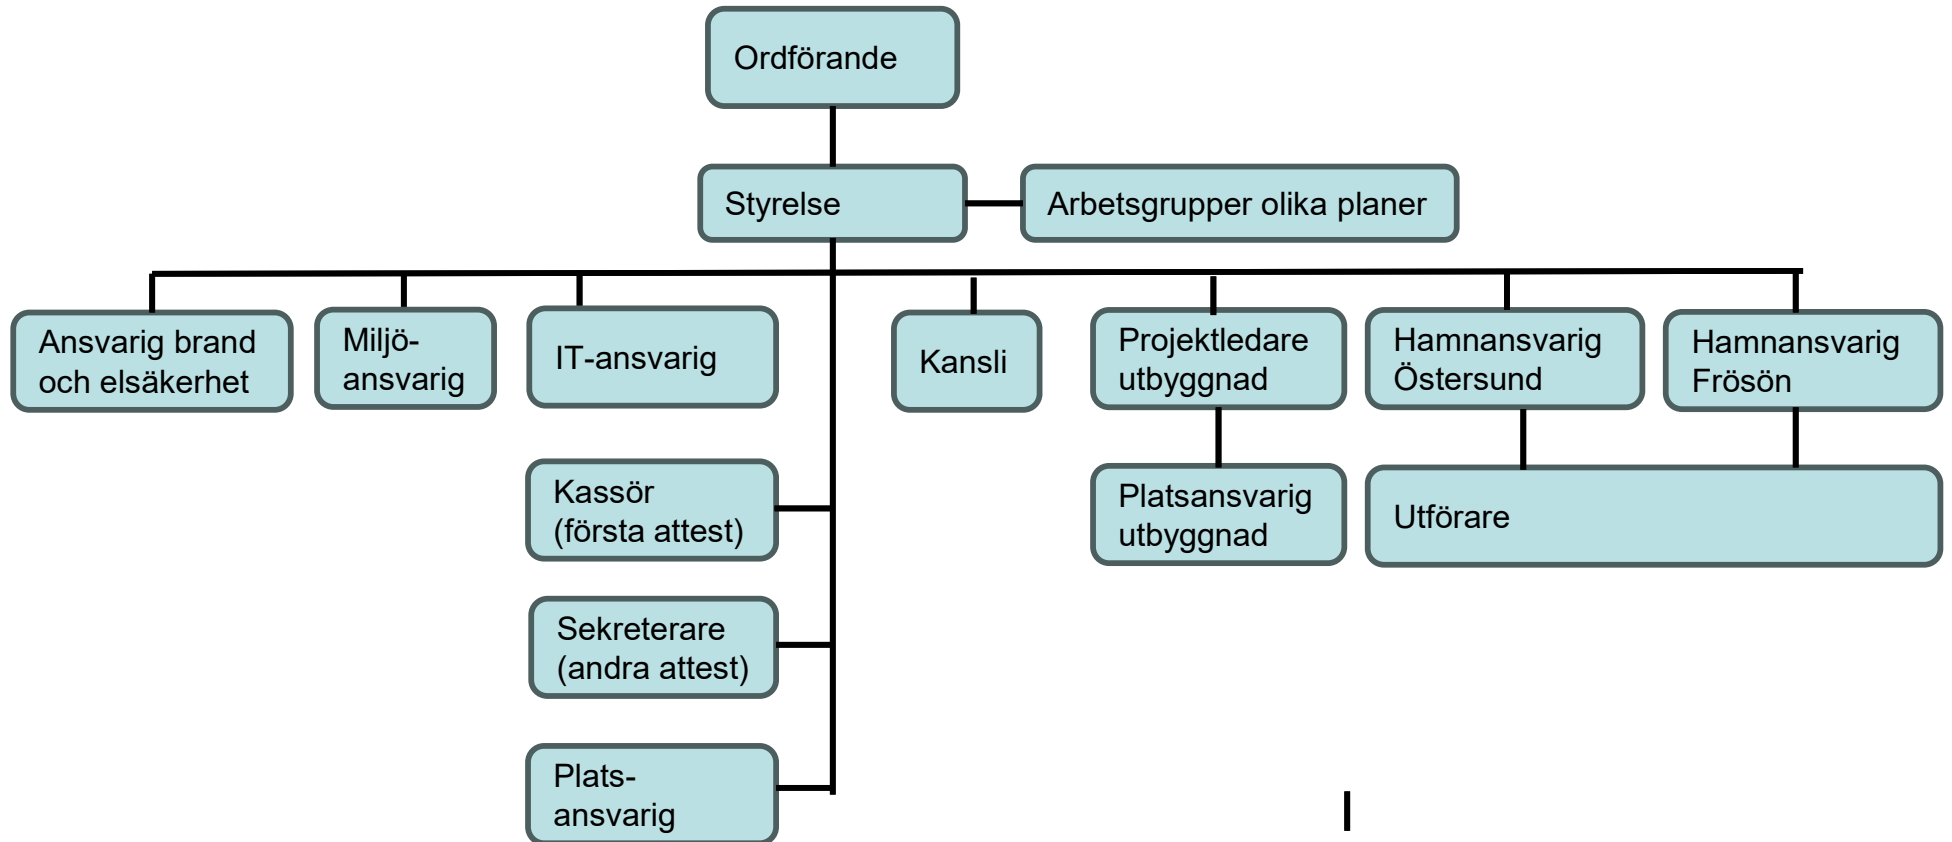 Ordförande
Styrelse
Arbetsgrupper olika planer
Ansvarig brand
och elsäkerhet
Miljö-
ansvarig
IT-ansvarig
Kansli
Projektledare
utbyggnad
Hamnansvarig
Östersund
Hamnansvarig
Frösön
Kassör
(första attest)
Platsansvarig
utbyggnad
Utförare
Sekreterare
(andra attest)
Plats-
ansvarig